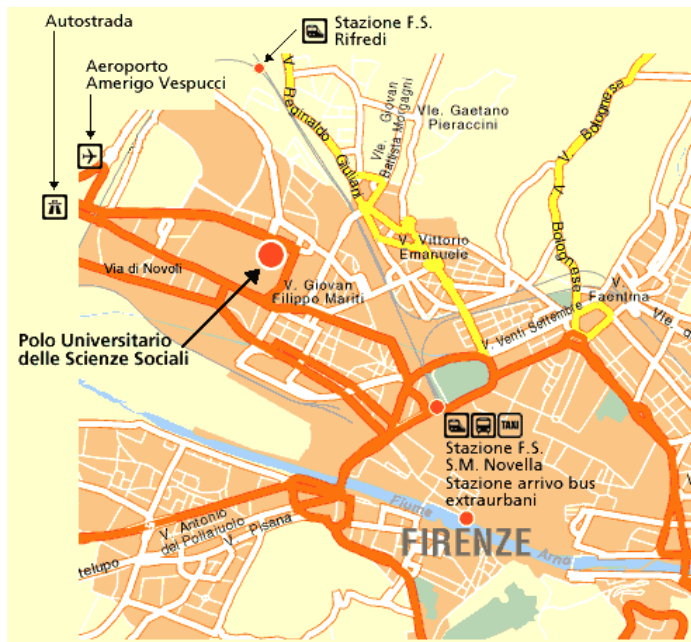 Autostrada
Stazione F.S.
Rifredi
Aeroporto
Amerigo Vespucci
V. Reginaldo Giuliani
Vle. Giovan
Battista Morgagni
Vle. Gaetano
Pieraccini
V. Bolognese
V. Bolognese
V. Vittorio
Emanuele
Via di Novoli
V. Giovan
Filippo Mariti
V.
Faentina
Vle. d
V. Venti Settembre
Polo Universitario
delle Scienze Sociali
TAXI
Stazione F.S.
S.M. Novella
Stazione arrivo bus
extraurbani
Fiume
Arno
FIRENZE
V. Antonio
del Pollaiuolo
V. Pisana
telupo